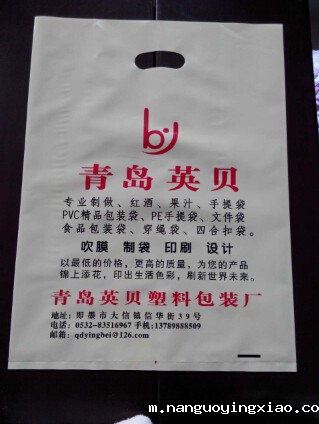 by
青岛 英贝
专业制做、红酒、果汁、手提袋
PVC精品包装袋、PE手提袋、文件袋
食品包装袋、穿绳袋、四合扣袋。
吹膜 制袋 印刷 设计
以最低的价格，更高的质量，为您的产品
锦上添花，印出生活色彩，刷新世界未来。
青岛英贝塑料包装厂
地址：即墨市大信镇信华街39号
电话：0532-83516967 手机：13789888509
邮箱：qdyingbei@126.com
m.nanguoyingxiao.com